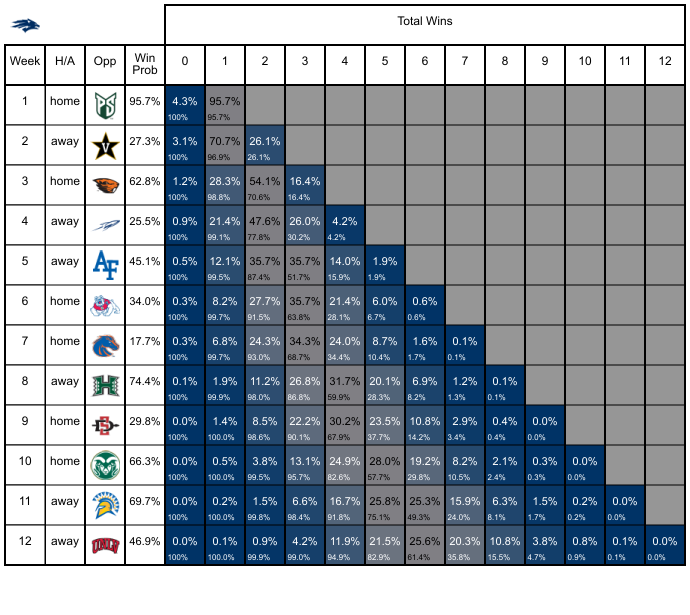 Total Wins
Week H/A Opp Win Prob 0 1 2 3 4 5 6 7 8 9 10 11 12
1 home PS 95.7% 4.3% 95.7%
100% 95.7%
2 away V 27.3% 3.1% 70.7% 26.1%
100% 96.9% 26.1%
3 home 62.8% 1.2% 28.3% 54.1% 16.4%
100% 98.8% 70.6% 16.4%
4 away 25.5% 0.9% 21.4% 47.6% 26.0% 4.2%
100% 99.1% 77.8% 30.2% 4.2%
5 away AF 45.1% 0.5% 12.1% 35.7% 35.7% 14.0% 1.9%
100% 99.5% 87.4% 51.7% 15.9% 1.9%
6 home 34.0% 0.3% 8.2% 27.7% 35.7% 21.4% 6.0% 0.6%
100% 99.7% 91.5% 63.8% 28.1% 6.7% 0.6%
7 home 17.7% 0.3% 6.8% 24.3% 34.3% 24.0% 8.7% 1.6% 0.1%
100% 99.7% 93.0% 68.7% 34.4% 10.4% 1.7% 0.1%
8 away H 74.4% 0.1% 1.9% 11.2% 26.8% 31.7% 20.1% 6.9% 1.2% 0.1%
100% 99.9% 98.0% 86.8% 59.9% 28.3% 8.2% 1.3% 0.1%
9 home SD 29.8% 0.0% 1.4% 8.5% 22.2% 30.2% 23.5% 10.8% 2.9% 0.4% 0.0%
100% 100.0% 98.6% 90.1% 67.9% 37.7% 14.2% 3.4% 0.4% 0.0%
10 home 66.3% 0.0% 0.5% 3.8% 13.1% 24.9% 28.0% 19.2% 8.2% 2.1% 0.3% 0.0%
100% 100.0% 99.5% 95.7% 82.6% 57.7% 29.8% 10.5% 2.4% 0.3% 0.0%
11 away 69.7% 0.0% 0.2% 1.5% 6.6% 16.7% 25.8% 25.3% 15.9% 6.3% 1.5% 0.2% 0.0%
100% 100.0% 99.8% 98.4% 91.8% 75.1% 49.3% 24.0% 8.1% 1.7% 0.2% 0.0%
12 away UNLV 46.9% 0.0% 0.1% 0.9% 4.2% 11.9% 21.5% 25.6% 20.3% 10.8% 3.8% 0.8% 0.1% 0.0%
100% 100.0% 99.9% 99.0% 94.9% 82.9% 61.4% 35.8% 15.5% 4.7% 0.9% 0.1% 0.0%